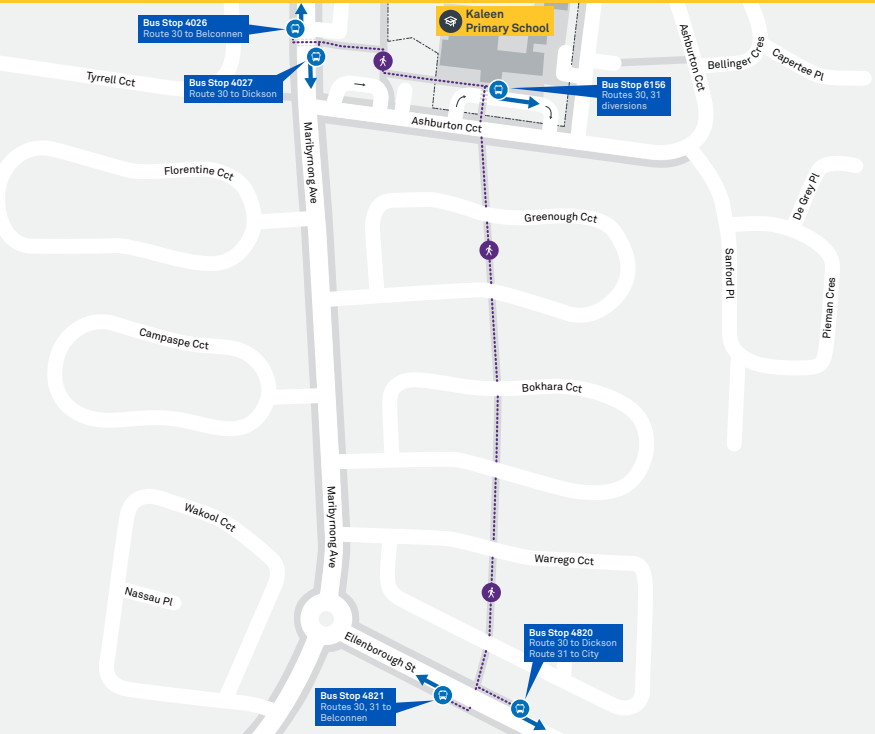 Bus Stop 4026
Route 30 to Belconnen
Kaleen
Primary School
Bus Stop 4027
Route 30 to Dickson
Bus Stop 6156
Routes 30, 31
diversions
Tyrrell Cct
Ashburton Cct
Bellinger Cres
Capertee Pl
Ashburton Cct
Maribyrnong Ave
Florentine Cct
Greenough Cct
De Grey Pl
Sanford Pl
Pieman Cres
Campaspe Cct
Bokhara Cct
Maribyrnong Ave
Wakool Cct
Warrego Cct
Nassau Pl
Ellenborough St
Bus Stop 4820
Route 30 to Dickson
Route 31 to City
Bus Stop 4821
Routes 30, 31 to
Belconnen